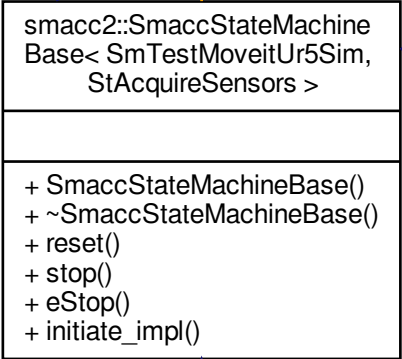 smacc2::SmaccStateMachine
Base< SmTestMoveitUr5Sim,
StAcquireSensors >
+ SmaccStateMachineBase()
+ ~SmaccStateMachineBase()
+ reset()
+ stop()
+ eStop()
+ initiate_impl()